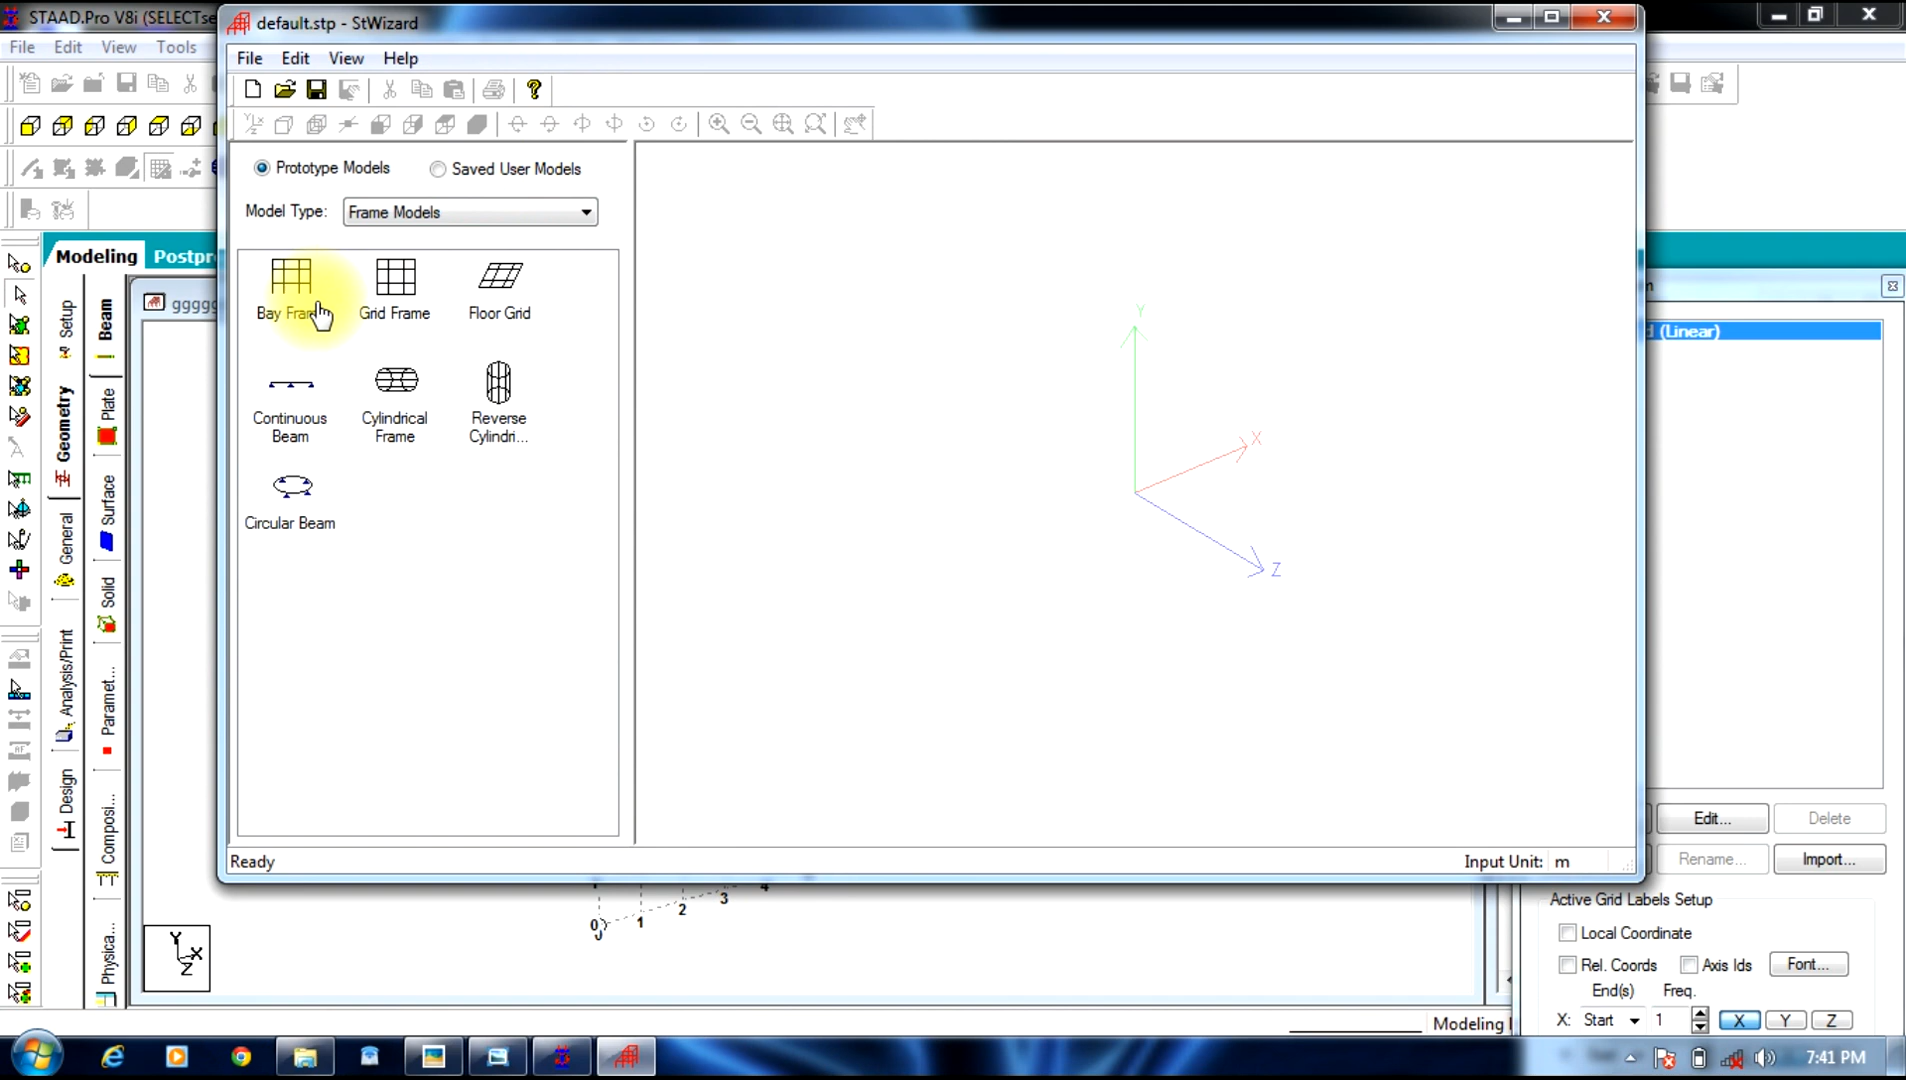 STAAD.Pro V8i (SELECTse
default.stp - StWizard
File Edit View Tools
File Edit View Help
Prototype Models
Saved User Models
Model Type:
Frame Models
Modeling
Postpr
ggggg
Bay Fram
Grid Frame
Floor Grid
Continuous
Beam
Cylindrical
Frame
Reverse
Cylindri...
Circular Beam
Y
X
Z
Setup
Geometry
General
Analysis/Print
Design
Beam
Plate
Surface
Solid
Paramet...
Composi...
Physica...
d (Linear)
Edit...
Delete
Rename...
Import...
Ready
Input Unit: m
Active Grid Labels Setup
Local Coordinate
Rel. Coords
Axis Ids
Font...
End(s)
Freq.
X: Start 1 X Y Z
0 1 2 3 4
Y
X
Z
Modeling
7:41 PM